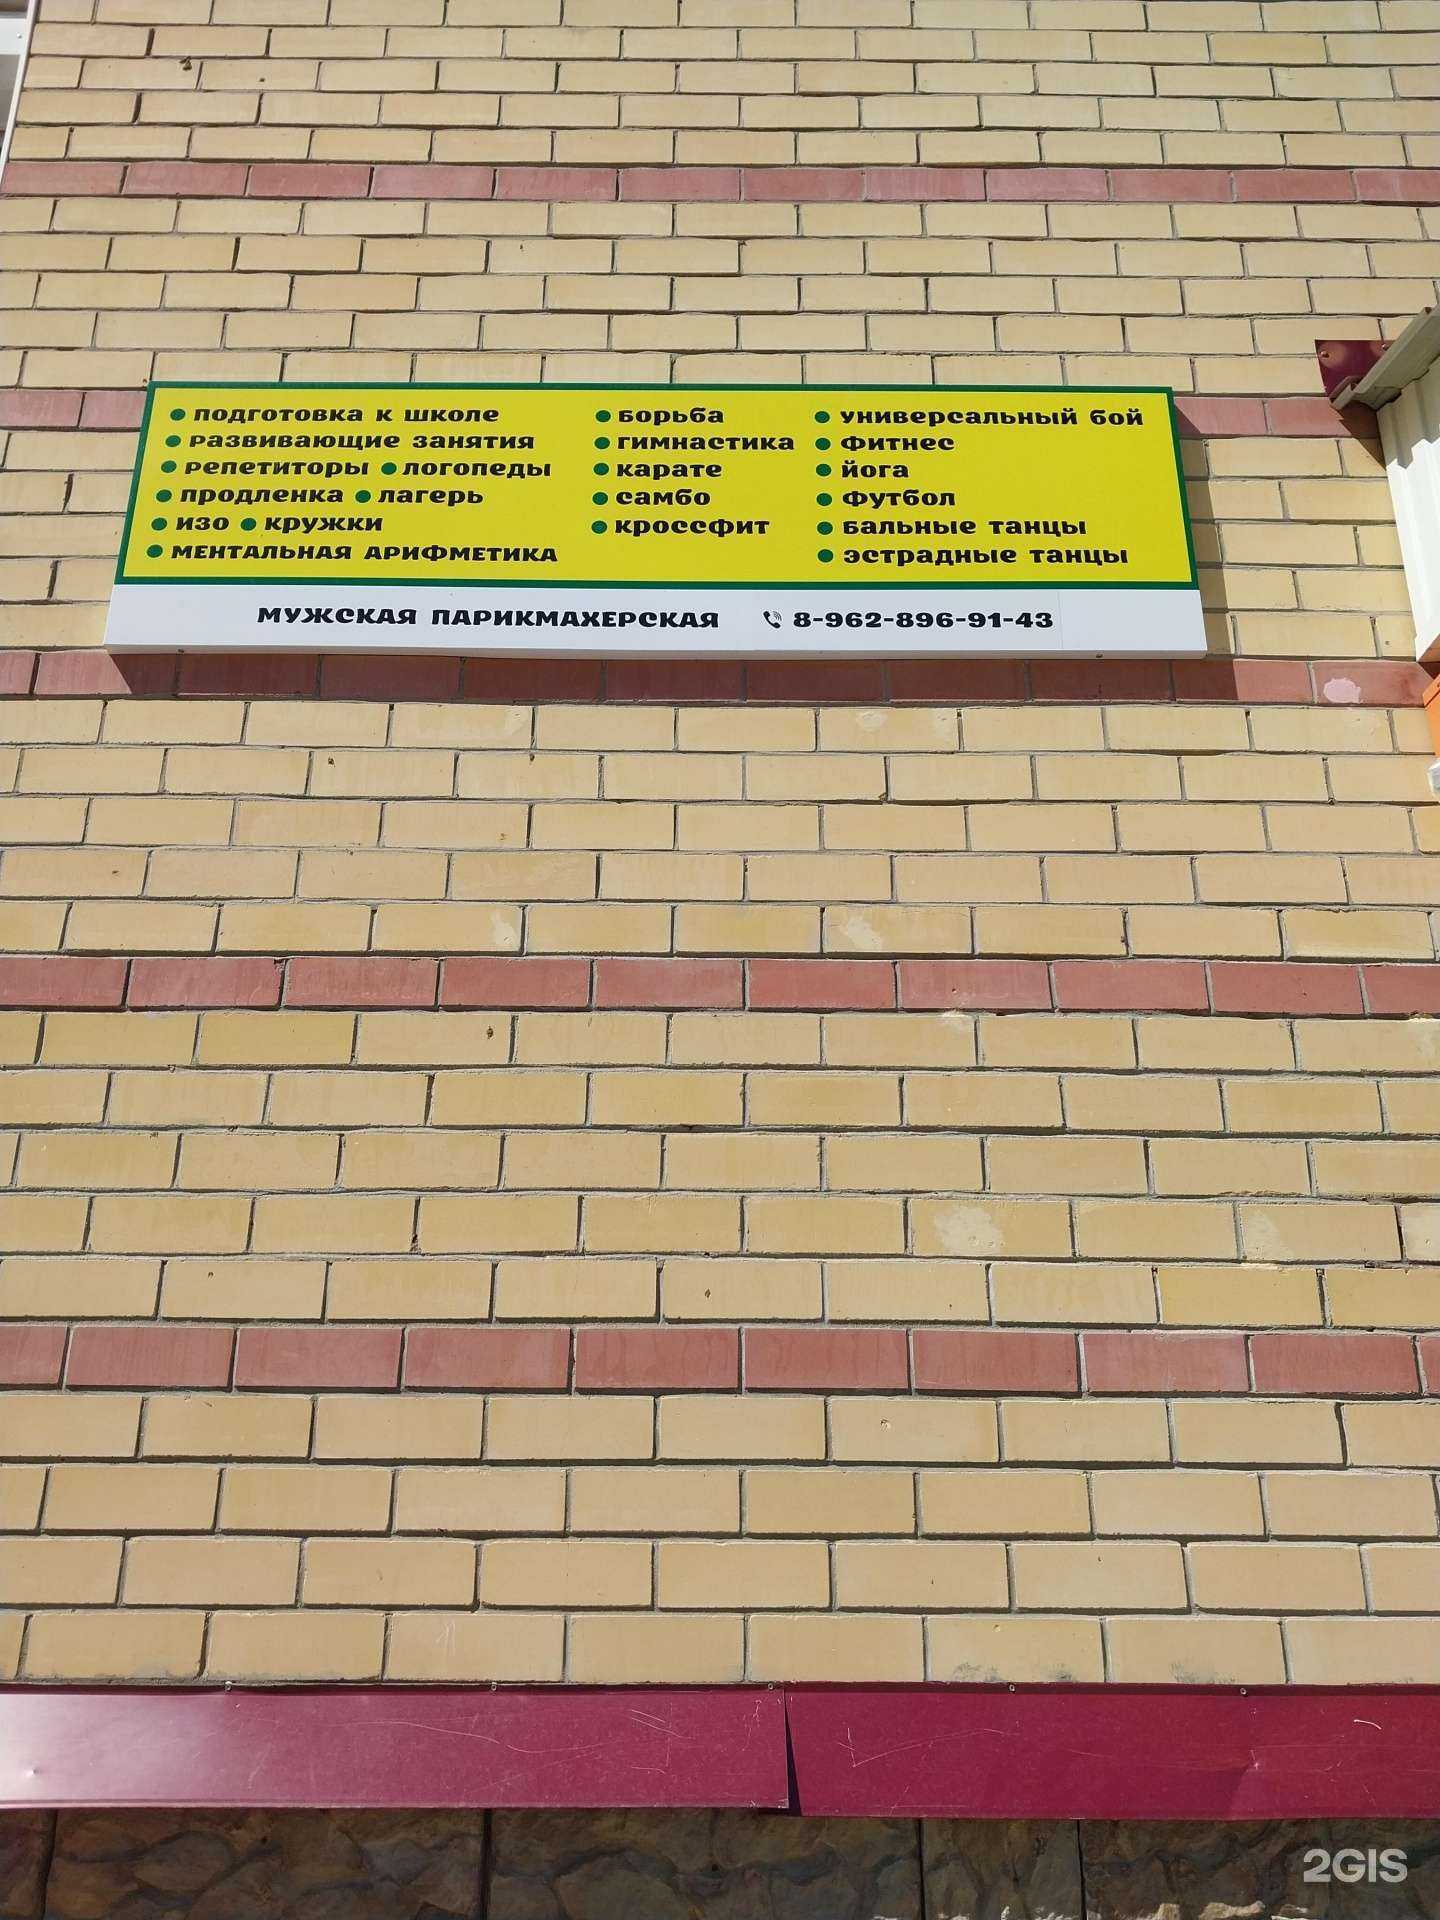 • подготовка к школе
• развивающие занятия
• репетиторы • логопеды
• продленка • лагерь
• изо • кружки
• ментальная арифметика
• борьба
• гимнастика
• карате
• самбо
• кроссфит
• универсальный бой
• фитнес
• йога
• футбол
• бальные танцы
• эстрадные танцы
МУЖСКАЯ ПАРИКМАХЕРСКАЯ 8-962-896-91-43
2GIS